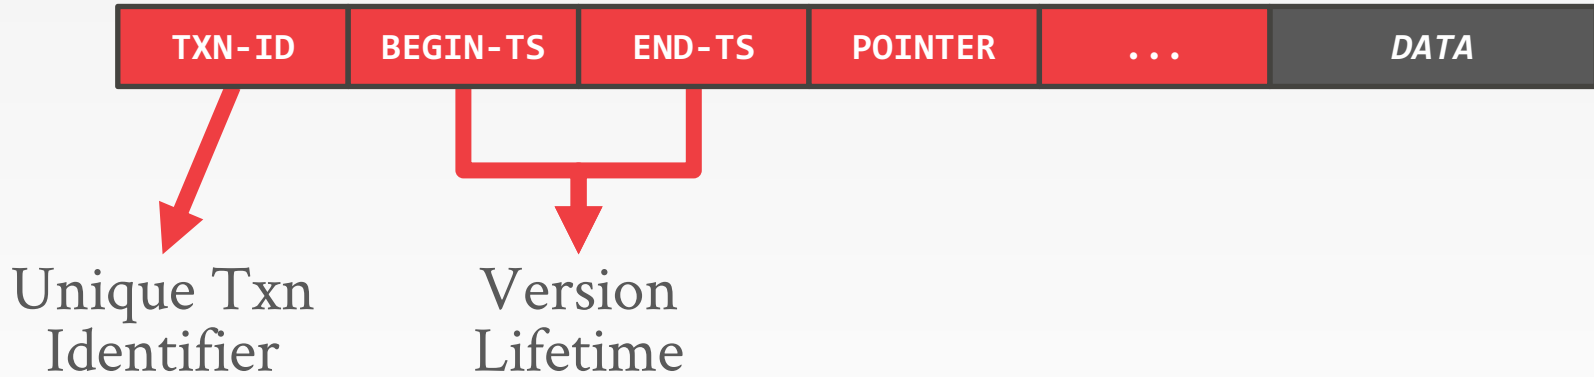 TXN-ID BEGIN-TS END-TS POINTER ... DATA
Unique Txn
Identifier
Version
Lifetime